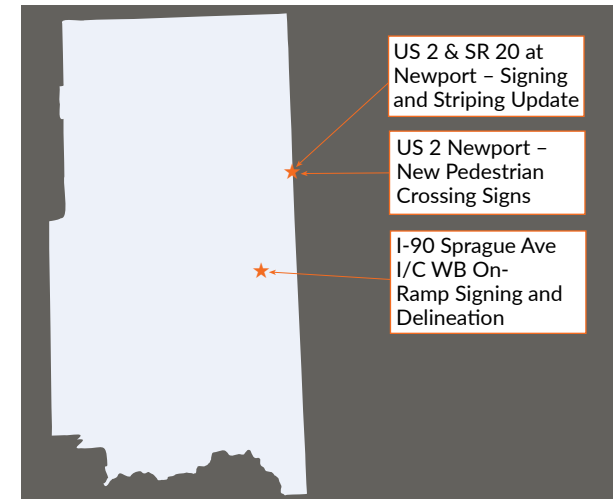 US 2 & SR 20 at
Newport – Signing
and Striping Update
US 2 Newport –
New Pedestrian
Crossing Signs
I-90 Sprague Ave
I/C WB On-
Ramp Signing and
Delineation